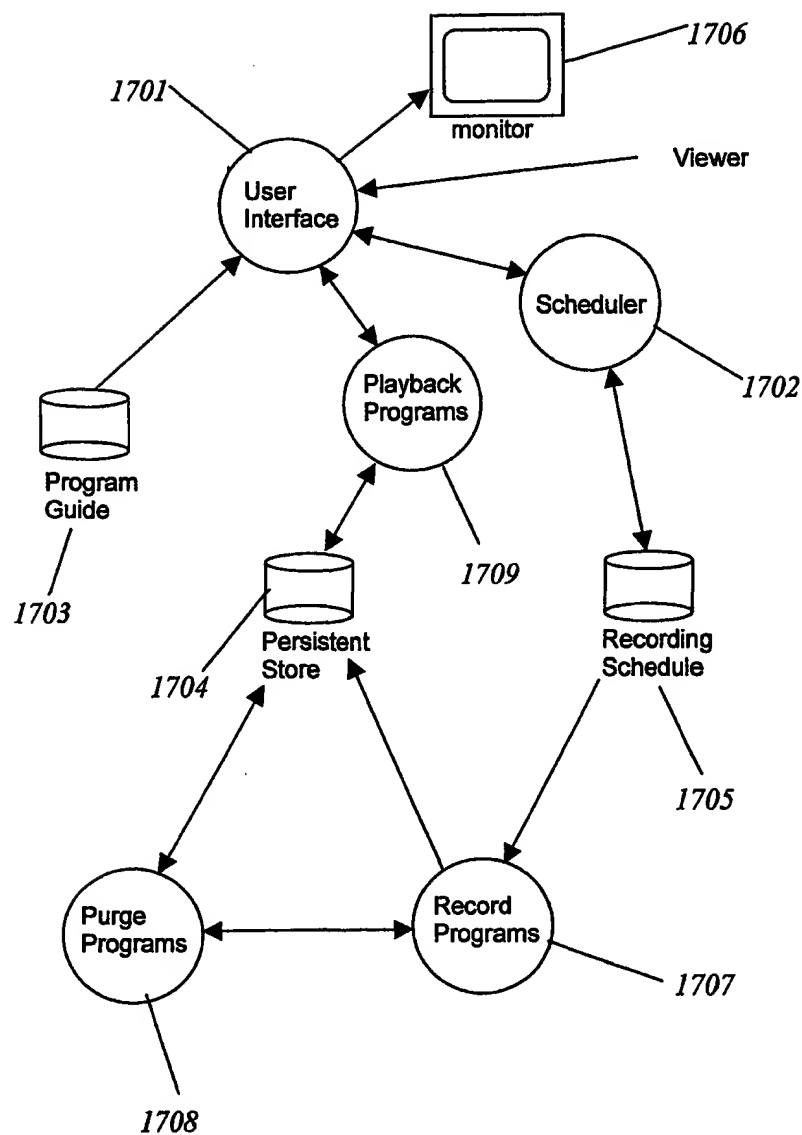 1706
1701
monitor
Viewer
User
Interface
Scheduler
1702
Playback
Programs
Program
Guide
1703
1709
Persistent
Store
1704
Recording
Schedule
1705
Purge
Programs
Record
Programs
1707
1708